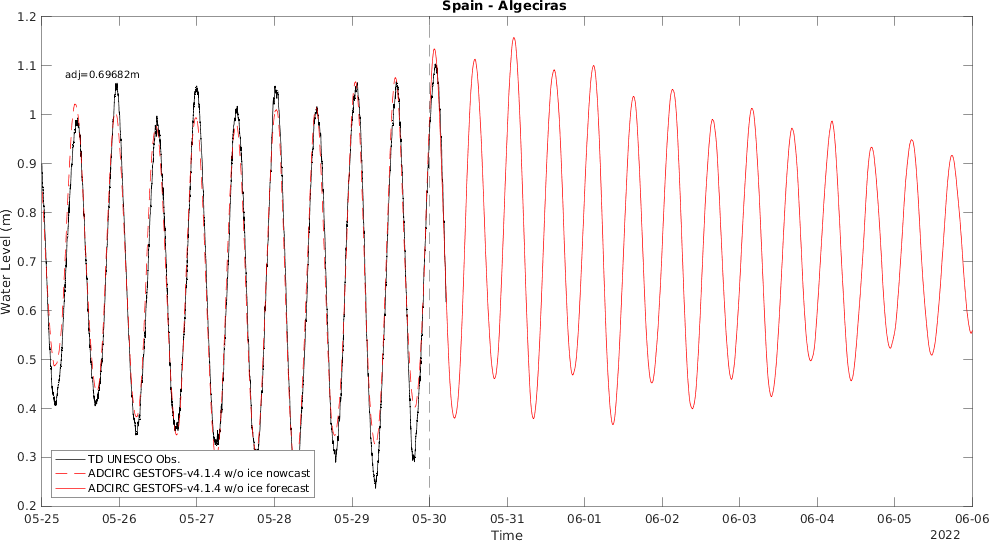 Spain - Algeciras
1.2
1.1
1
0.9
0.8
0.7
0.6
0.5
0.4
0.3
0.2
Water Level (m)
adj=0.69682m
TD UNESCO Obs.
ADCIRC GESTOFS-v4.1.4 w/o ice nowcast
ADCIRC GESTOFS-v4.1.4 w/o ice forecast
05-25 05-26 05-27 05-28 05-29 05-30 05-31 06-01 06-02 06-03 06-04 06-05 06-06
Time
2022